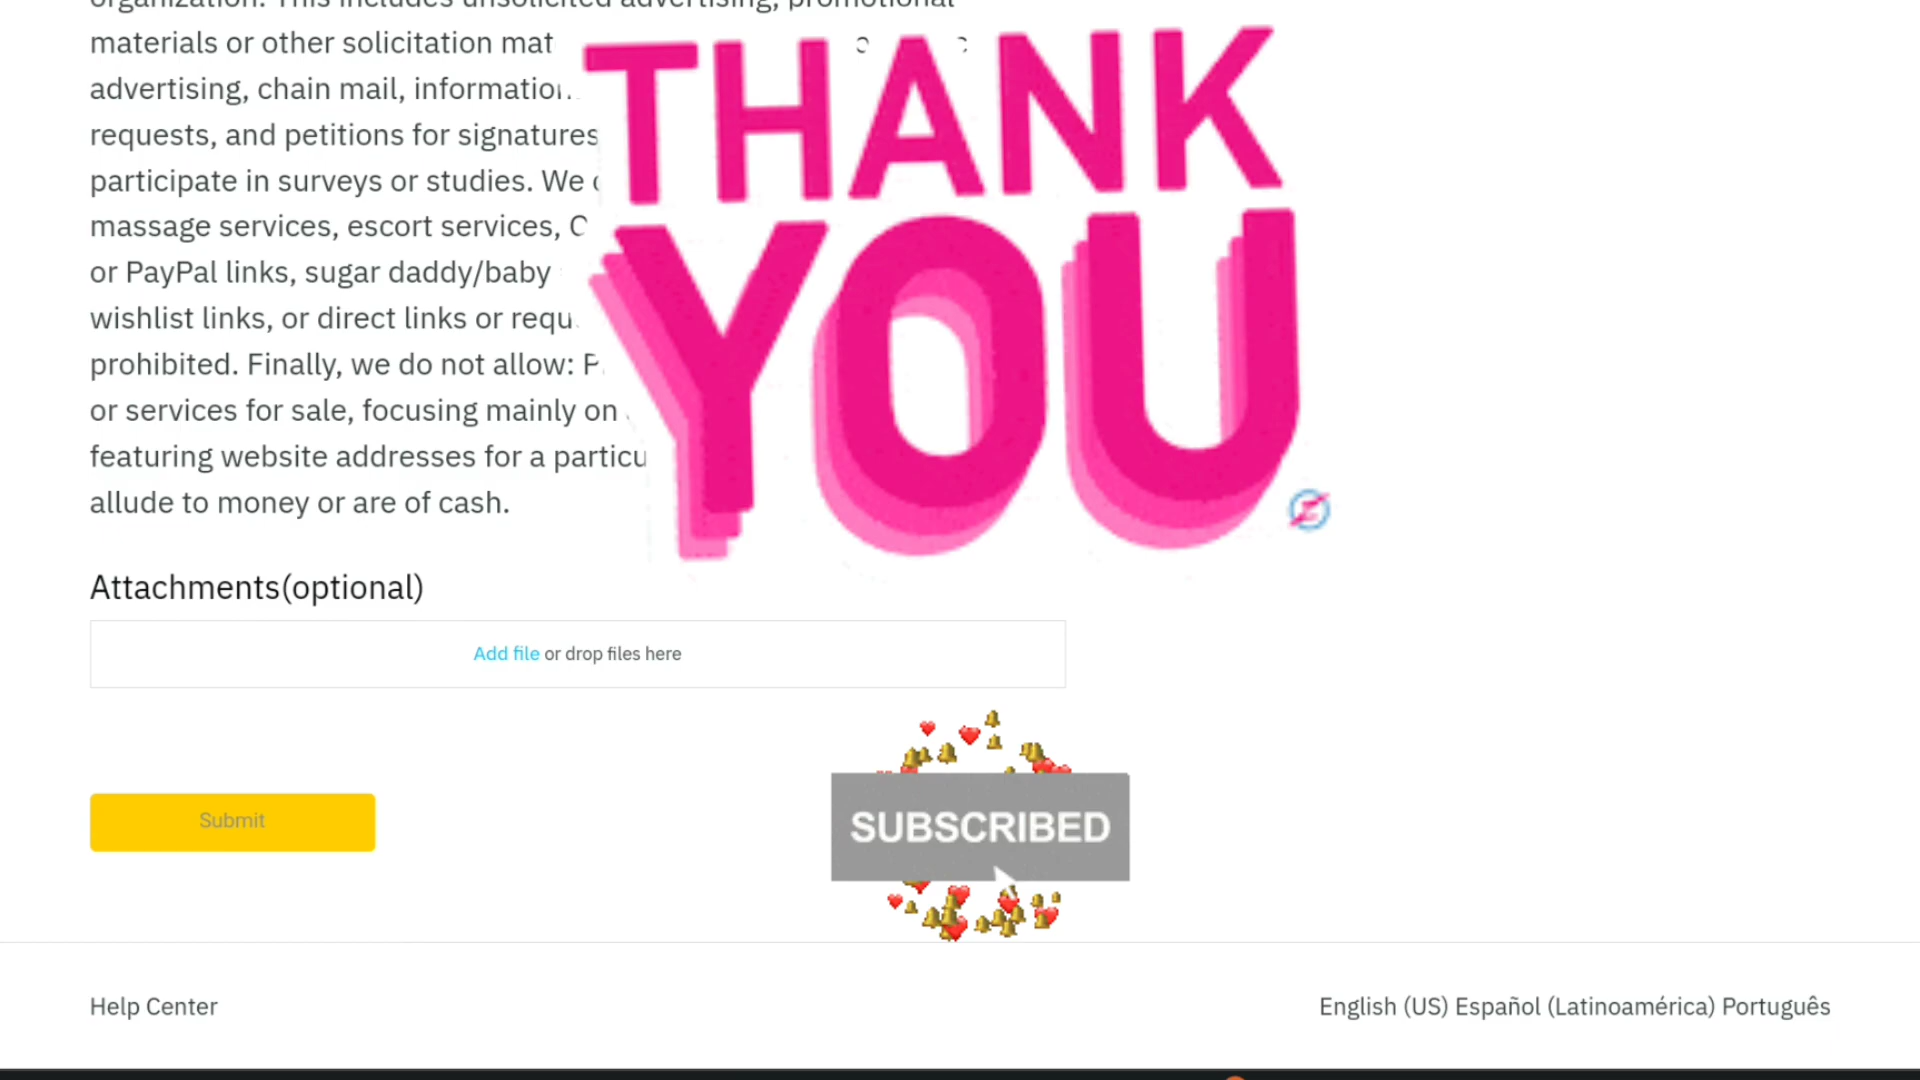 materials or other solicitation
advertising, chain mail,
requests, and petitions for signatures
participate in surveys or studies. We
massage services, escort services,
or PayPal links, sugar daddy/baby
wishlist links, or direct links or
prohibited. Finally, we do not allow:
or services for sale, focusing mainly on
featuring website addresses for a
allude to money or are of cash.
THANK
YOU
Attachments(optional)
Add file or drop files here
Submit
SUBSCRIBED
Help Center
English (US) Español (Latinoamérica) Português